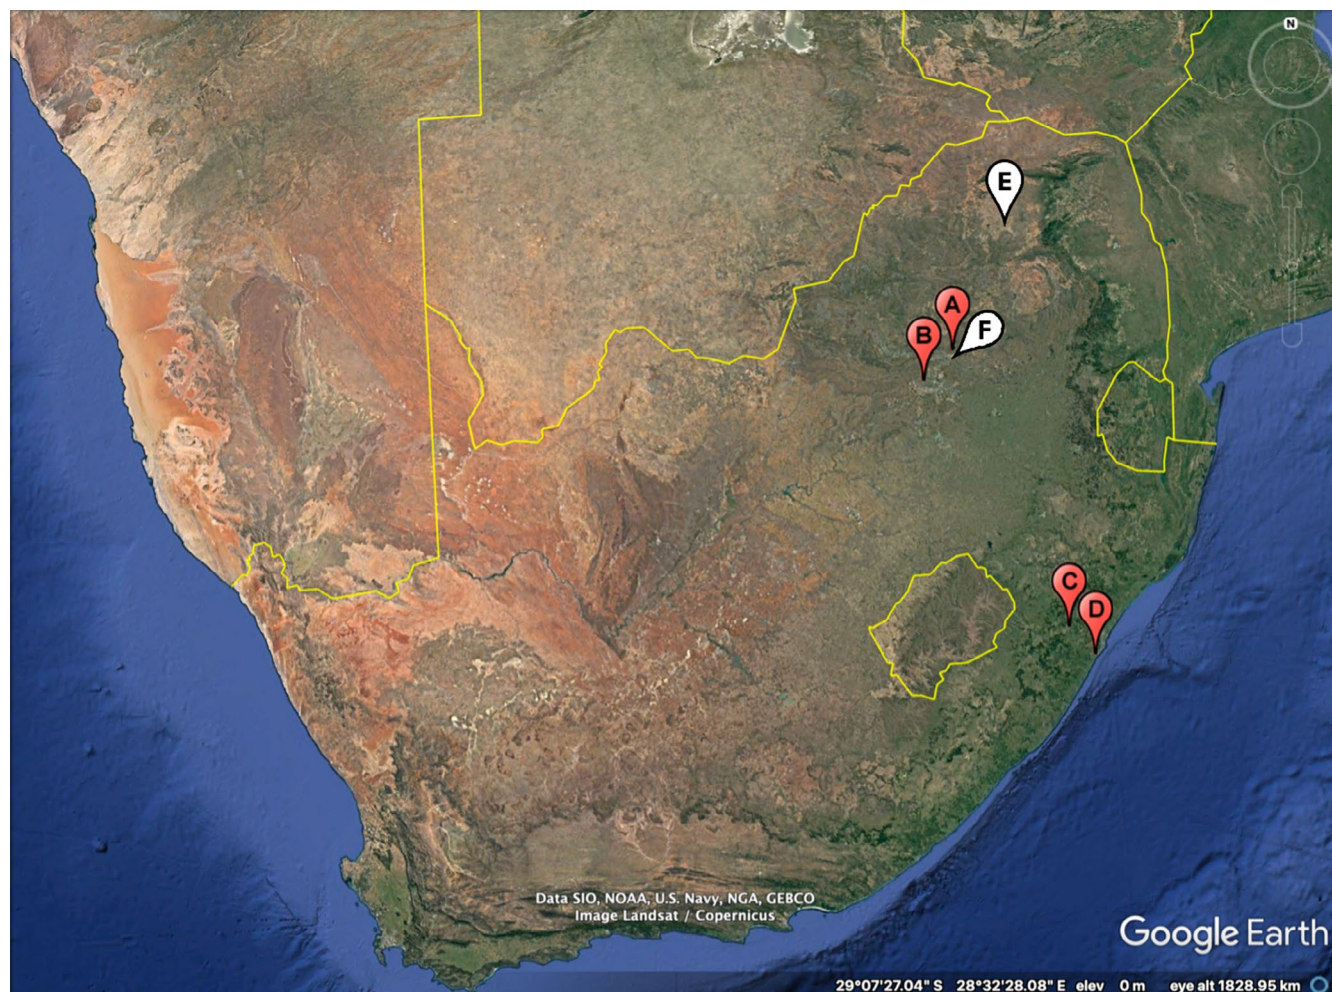 N
E
A
F
B
C
D
Data SIO, NOAA, U.S. Navy, NGA, GEBCO
Image Landsat / Copernicus
Google Earth
29°07'27.04" S 28°32'28.08" E elev 0 m eye alt 1828.95 km